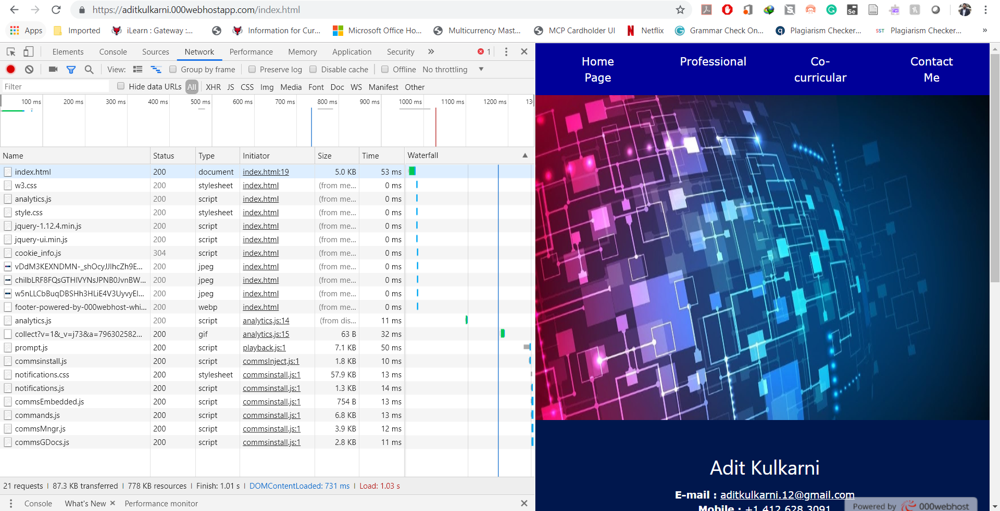 https://aditkulkarni.000webhostapp.com/index.html
Apps Imported iLearn : Gateway :... Information for Cur... Microsoft Office Ho... Multicurrency Mast... MCP Cardholder UI Netflix Grammar Check On... Plagiarism Checker... SST Plagiarism Checker... »
Elements Console Sources Network Performance Memory Application Security » 1
View: Group by frame Preserve log Disable cache Offline No throttling
Filter Hide data URLs All XHR JS CSS Img Media Font Doc WS Manifest Other
100 ms 200 ms 300 ms 400 ms 500 ms 600 ms 700 ms 800 ms 900 ms 1000 ms 1100 ms 1200 ms
Name Status Type Initiator Size Time Waterfall
index.html 200 document index.html:19 5.0 KB 53 ms
w3.css 200 stylesheet index.html (from me... 0 ms
analytics.js 200 script index.html (from me... 0 ms
style.css 200 stylesheet index.html (from me... 0 ms
jquery-1.12.4.min.js 200 script index.html (from me... 0 ms
jquery-ui.min.js 200 script index.html (from me... 0 ms
cookie_info.js 304 script index.html (from me... 0 ms
vDdM3KEXNDMN-_shOcyJJIhcZh9E... 200 jpeg index.html (from me... 0 ms
chiIbLRF8FQsGTHIVYNsJPNB0JvnBW... 200 jpeg index.html (from me... 0 ms
w5nLLCbBuqDBSHh3HLiE4V3UyvyEI... 200 jpeg index.html (from me... 0 ms
footer-powered-by-000webhost-whi... 200 webp index.html (from me... 0 ms
analytics.js 200 script analytics.js:14 (from dis... 11 ms
collect?v=1&_v=j73&a=796302582... 200 gif analytics.js:15 63 B 32 ms
prompt.js 200 script playback.js:1 7.1 KB 50 ms
commsinstall.js 200 script commsInject.js:1 1.8 KB 10 ms
notifications.css 200 stylesheet commsinstall.js:1 57.9 KB 13 ms
notifications.js 200 script commsinstall.js:1 1.3 KB 14 ms
commsEmbedded.js 200 script commsinstall.js:1 754 B 13 ms
commands.js 200 script commsinstall.js:1 6.8 KB 13 ms
commsMngr.js 200 script commsinstall.js:1 3.9 KB 12 ms
commsGDocs.js 200 script commsinstall.js:1 2.8 KB 11 ms
21 requests | 87.3 KB transferred | 778 KB resources | Finish: 1.01 s | DOMContentLoaded: 731 ms | Load: 1.03 s
Console What's New Performance monitor
Home Page
Professional
Co-curricular
Contact Me
Adit Kulkarni
E-mail : aditkulkarni.12@gmail.com
Mobile : +1 412 628 3091
Powered by 000webhost